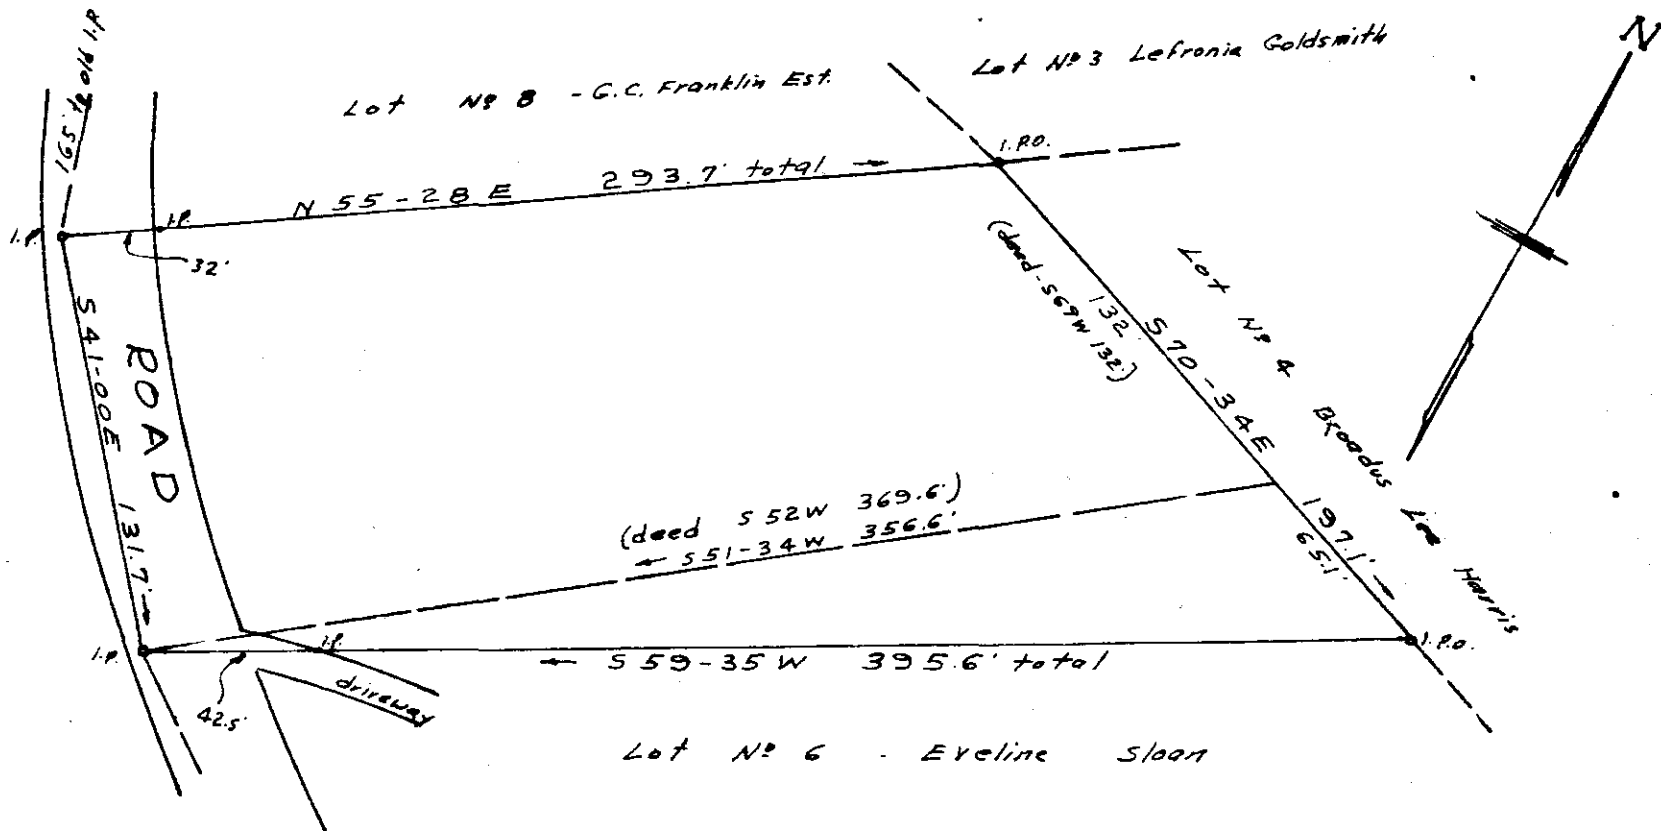 N
165' to old I.P
Lot Nº 8 - G.C. Franklin Est.
Lot Nº 3 Lefronia Goldsmith
I.P.O.
N 55-28 E 293.7' total
I.P.
I.P.
32'
S 41-00 E 131.7'
ROAD
(deed - S69W 132')
132
S 70-34 E
197.1'
65.1'
Lot Nº 4 Broadus Lee Harris
(deed S 52 W 369.6')
S 51-34 W 356.6'
I.P.
I.P.
I.P.O.
S 59-35 W 395.6' total
42.5'
driveway
Lot Nº 6 - Eveline Sloan